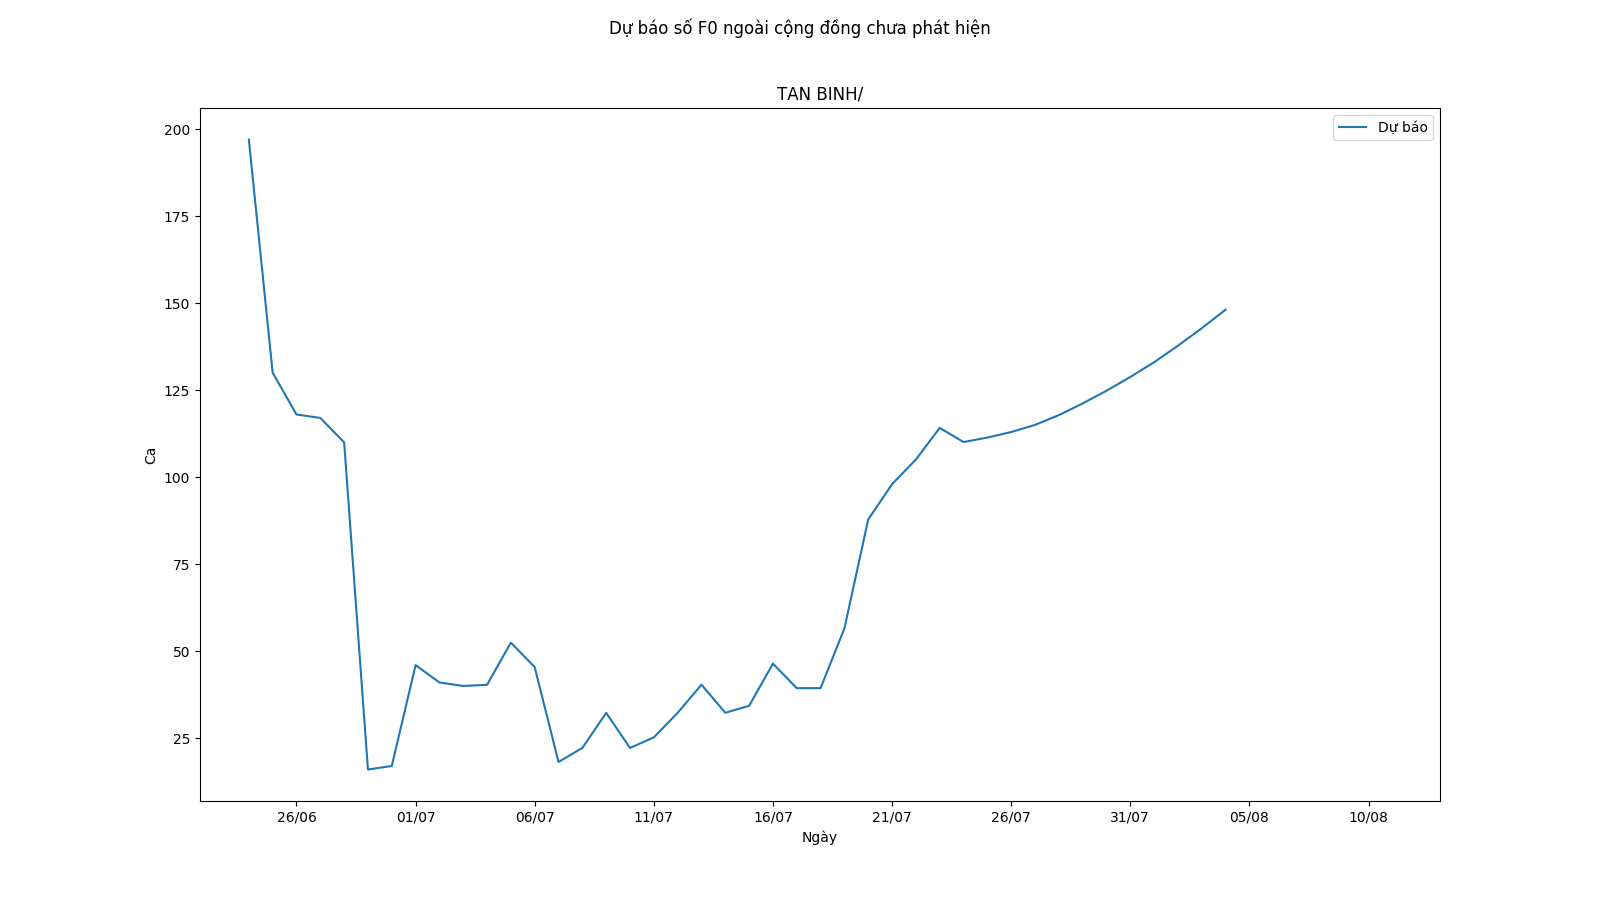 Dự báo số F0 ngoài cộng đồng chưa phát hiện
TAN BINH/
Dự báo
200
175
150
125
100
75
50
25
Ca
26/06 01/07 06/07 11/07 16/07 21/07 26/07 31/07 05/08 10/08
Ngày